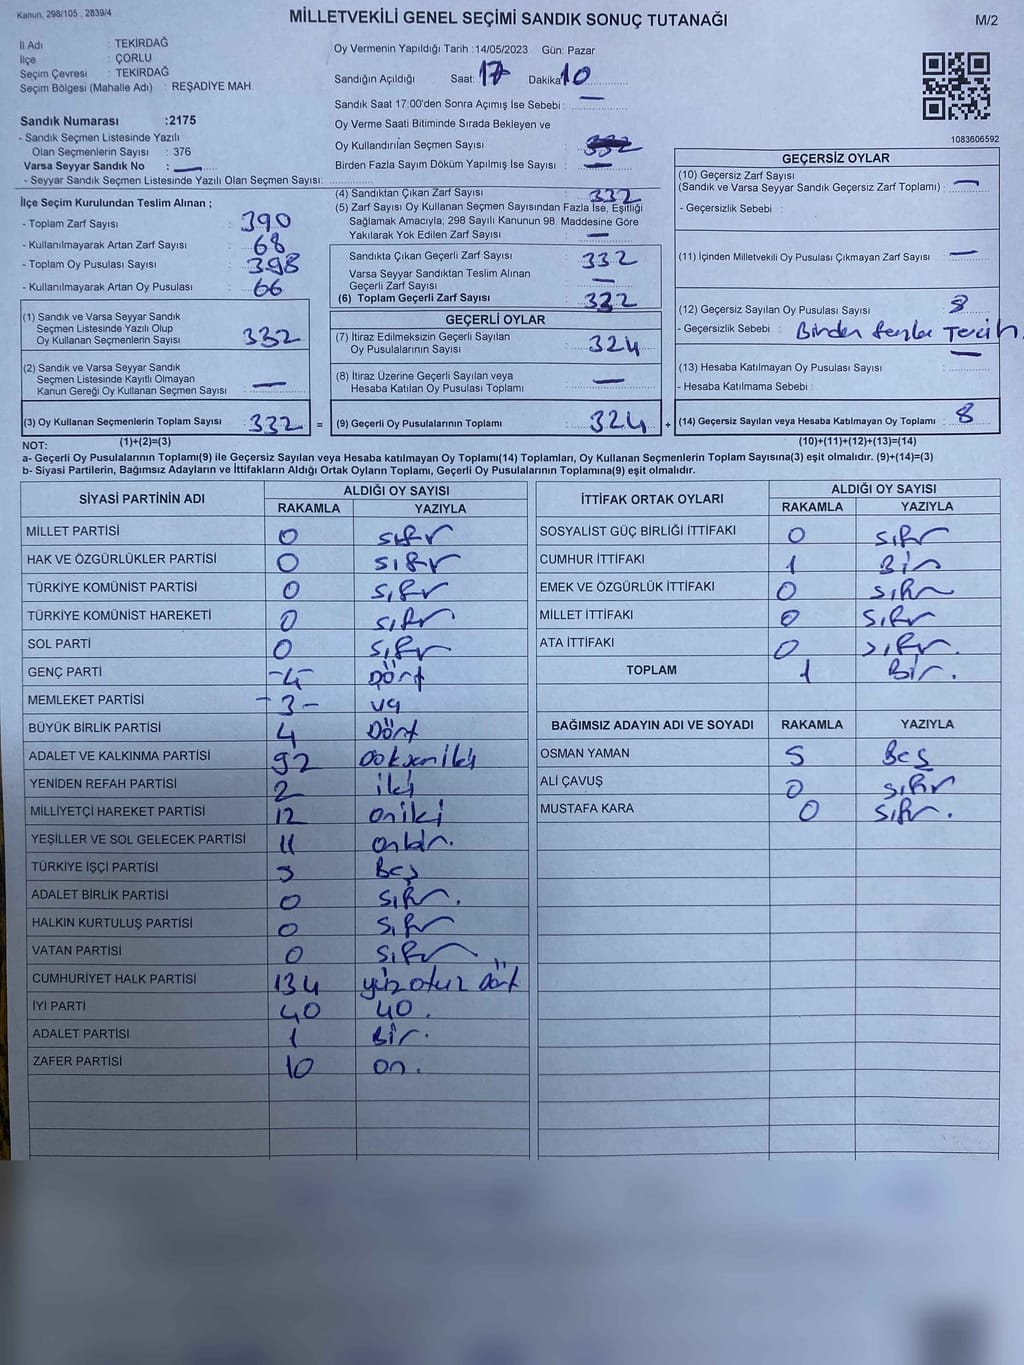 Kanun, 298/105 , 2839/4
MİLLETVEKİLİ GENEL SEÇİMİ SANDIK SONUÇ TUTANAĞI
M/2
İl Adı : TEKİRDAĞ
İlçe : ÇORLU
Seçim Çevresi : TEKİRDAĞ
Seçim Bölgesi (Mahalle Adı) : REŞADİYE MAH.
Sandık Numarası :2175
- Sandık Seçmen Listesinde Yazılı
Olan Seçmenlerin Sayısı : 376
Varsa Seyyar Sandık No : —
- Seyyar Sandık Seçmen Listesinde Yazılı Olan Seçmen Sayısı:
İlçe Seçim Kurulundan Teslim Alınan ;
- Toplam Zarf Sayısı : 390
- Kullanılmayarak Artan Zarf Sayısı : 68
- Toplam Oy Pusulası Sayısı : 398
- Kullanılmayarak Artan Oy Pusulası : 66
(1) Sandık ve Varsa Seyyar Sandık
Seçmen Listesinde Yazılı Olup
Oy Kullanan Seçmenlerin Sayısı : 332
(2) Sandık ve Varsa Seyyar Sandık
Seçmen Listesinde Kayıtlı Olmayan
Kanun Gereği Oy Kullanan Seçmen Sayısı : —
(3) Oy Kullanan Seçmenlerin Toplam Sayısı : 332 =
Oy Vermenin Yapıldığı Tarih :14/05/2023 Gün: Pazar
Sandığın Açıldığı Saat: 17 Dakika 10
Sandık Saat 17:00'den Sonra Açımış İse Sebebi : —
Oy Verme Saati Bitiminde Sırada Bekleyen ve
Oy Kullandırılan Seçmen Sayısı :
Birden Fazla Sayım Döküm Yapılmış İse Sayısı : —
(4) Sandıktan Çıkan Zarf Sayısı : 332
(5) Zarf Sayısı Oy Kullanan Seçmen Sayısından Fazla İse, Eşitliği
Sağlamak Amacıyla; 298 Sayılı Kanunun 98. Maddesine Göre
Yakılarak Yok Edilen Zarf Sayısı : —
Sandıkta Çıkan Geçerli Zarf Sayısı : 332
Varsa Seyyar Sandıktan Teslim Alınan
Geçerli Zarf Sayısı : —
(6) Toplam Geçerli Zarf Sayısı : 332
GEÇERLİ OYLAR
(7) İtiraz Edilmeksizin Geçerli Sayılan
Oy Pusulalarının Sayısı : 324
(8) İtiraz Üzerine Geçerli Sayılan veya
Hesaba Katılan Oy Pusulası Toplamı : —
(9) Geçerli Oy Pusulalarının Toplamı : 324 +
1083606592
GEÇERSİZ OYLAR
(10) Geçersiz Zarf Sayısı
(Sandık ve Varsa Seyyar Sandık Geçersiz Zarf Toplamı) : —
- Geçersizlik Sebebi :
(11) İçinden Milletvekili Oy Pusulası Çıkmayan Zarf Sayısı : —
(12) Geçersiz Sayılan Oy Pusulası Sayısı : 8
- Geçersizlik Sebebi : Birden fazla Tercih.
(13) Hesaba Katılmayan Oy Pusulası Sayısı : —
- Hesaba Katılmama Sebebi :
(14) Geçersiz Sayılan veya Hesaba Katılmayan Oy Toplamı : 8
NOT: (1)+(2)=(3) (10)+(11)+(12)+(13)=(14)
a- Geçerli Oy Pusulalarının Toplamı(9) ile Geçersiz Sayılan veya Hesaba katılmayan Oy Toplamı(14) Toplamları, Oy Kullanan Seçmenlerin Toplam Sayısına(3) eşit olmalıdır. (9)+(14)=(3)
b- Siyasi Partilerin, Bağımsız Adayların ve İttifakların Aldığı Ortak Oyların Toplamı, Geçerli Oy Pusulalarının Toplamına(9) eşit olmalıdır.
SİYASİ PARTİNİN ADI ALDIĞI OY SAYISI
RAKAMLA YAZIYLA
MİLLET PARTİSİ 0 sıfır
HAK VE ÖZGÜRLÜKLER PARTİSİ 0 sıfır
TÜRKİYE KOMÜNİST PARTİSİ 0 sıfır
TÜRKİYE KOMÜNİST HAREKETİ 0 sıfır
SOL PARTİ 0 sıfır
GENÇ PARTİ -4- Dört
MEMLEKET PARTİSİ - 3 - üç
BÜYÜK BİRLİK PARTİSİ 4 Dört
ADALET VE KALKINMA PARTİSİ 92 Doksaniki
YENİDEN REFAH PARTİSİ 2 iki
MİLLİYETÇİ HAREKET PARTİSİ 12 oniki
YEŞİLLER VE SOL GELECEK PARTİSİ 11 onbir.
TÜRKİYE İŞÇİ PARTİSİ 5 Beş
ADALET BİRLİK PARTİSİ 0 sıfır.
HALKIN KURTULUŞ PARTİSİ 0 sıfır
VATAN PARTİSİ 0 sıfır
CUMHURİYET HALK PARTİSİ 134 yüzotuz dört
İYİ PARTİ 40 40.
ADALET PARTİSİ 1 Bir.
ZAFER PARTİSİ 10 on.
İTTİFAK ORTAK OYLARI ALDIĞI OY SAYISI
RAKAMLA YAZIYLA
SOSYALİST GÜÇ BİRLİĞİ İTTİFAKI 0 sıfır
CUMHUR İTTİFAKI 1 Bir
EMEK VE ÖZGÜRLÜK İTTİFAKI 0 sıfır
MİLLET İTTİFAKI 0 sıfır
ATA İTTİFAKI 0 sıfır.
TOPLAM 1 Bir.
BAĞIMSIZ ADAYIN ADI VE SOYADI RAKAMLA YAZIYLA
OSMAN YAMAN 5 Beş
ALİ ÇAVUŞ 0 sıfır
MUSTAFA KARA 0 sıfır.